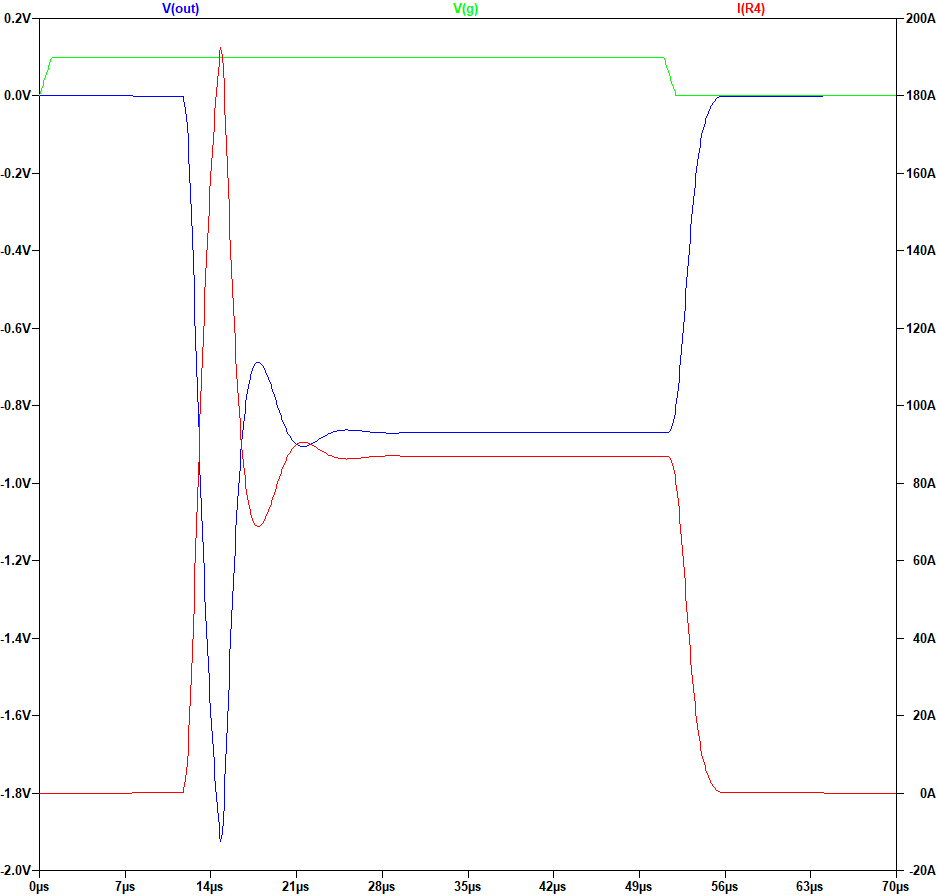 V(out) V(g) I(R4)
0.2V 200A
0.0V 180A
-0.2V 160A
-0.4V 140A
-0.6V 120A
-0.8V 100A
-1.0V 80A
-1.2V 60A
-1.4V 40A
-1.6V 20A
-1.8V 0A
-2.0V -20A
0µs 7µs 14µs 21µs 28µs 35µs 42µs 49µs 56µs 63µs 70µs